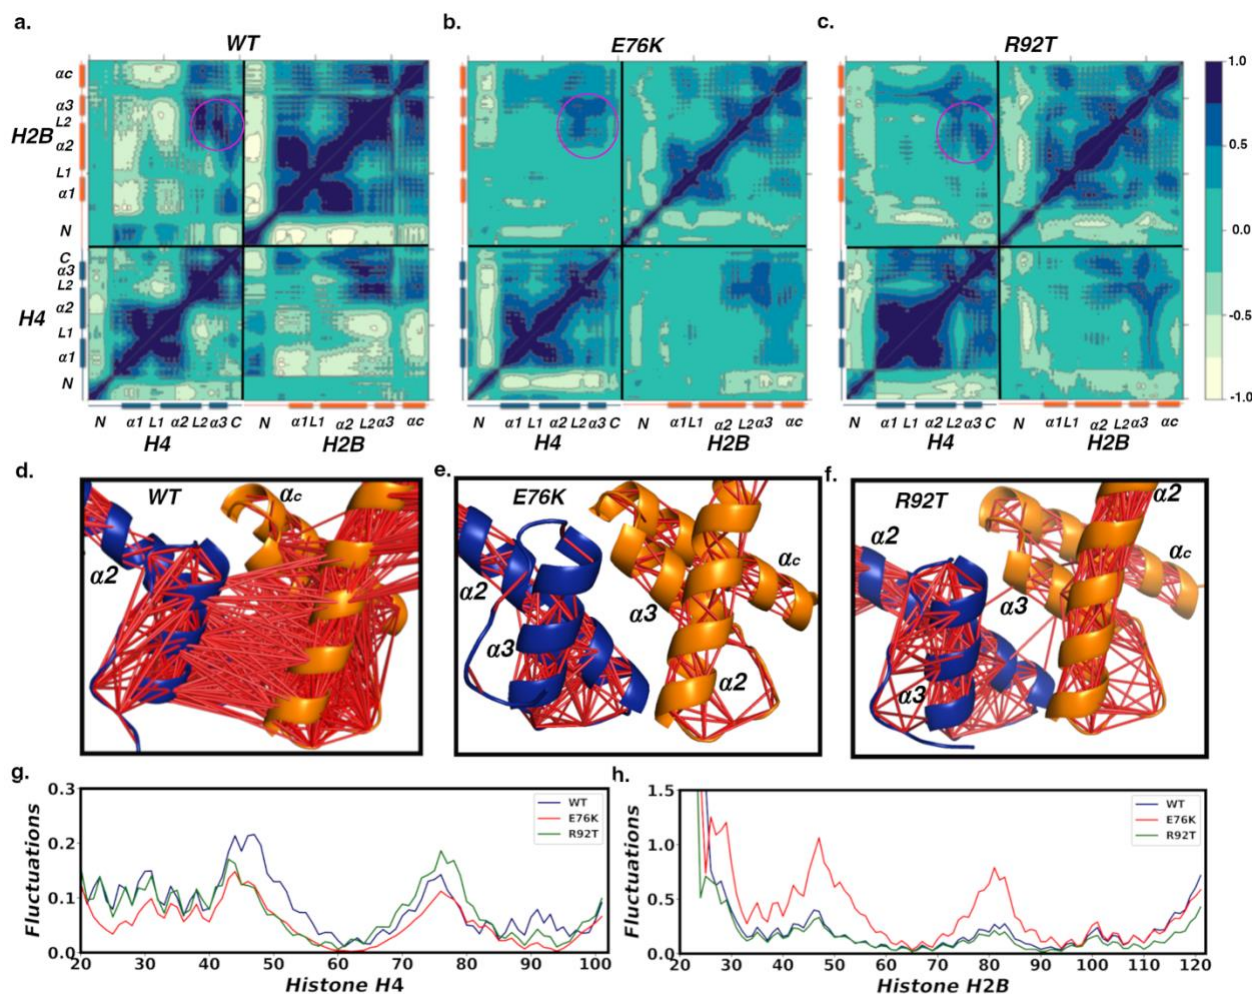 a. b. c.
WT E76K R92T
αc
α3
L2
H2B
α2
L1
α1
N
C
α3
L2
α2
H4
L1
α1
N
1.0
0.5
0.0
-0.5
-1.0
N α1 L1 α2 L2 α3 C N α1 L1 α2 L2 α3 αc
H4 H2B
N α1 L1 α2 L2 α3 C N α1 L1 α2 L2 α3 αc
H4 H2B
N α1 L1 α2 L2 α3 C N α1 L1 α2 L2 α3 αc
H4 H2B
d. e. f.
WT
αc
α2
E76K
α2
α3
α3
αc
α2
R92T
α2
α2
αc
α3
α3
g. h.
0.3
0.2
0.1
0.0
Fluctuations
WT
E76K
R92T
20 30 40 50 60 70 80 90 100
Histone H4
1.5
1.0
0.5
0.0
Fluctuations
WT
E76K
R92T
20 30 40 50 60 70 80 90 100 110 120
Histone H2B